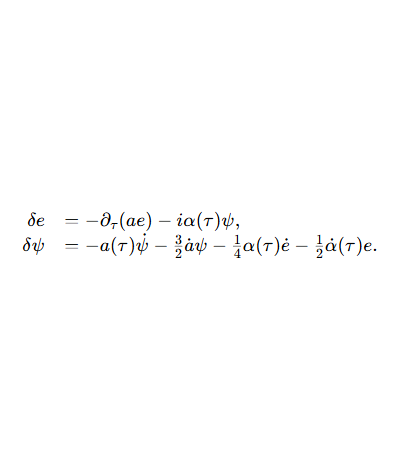 δe = −∂_τ(ae) − iα(τ)ψ,
δψ = −a(τ)ψ̇ − 3/2 ȧψ − 1/4 α(τ)ė − 1/2 α̇(τ)e.